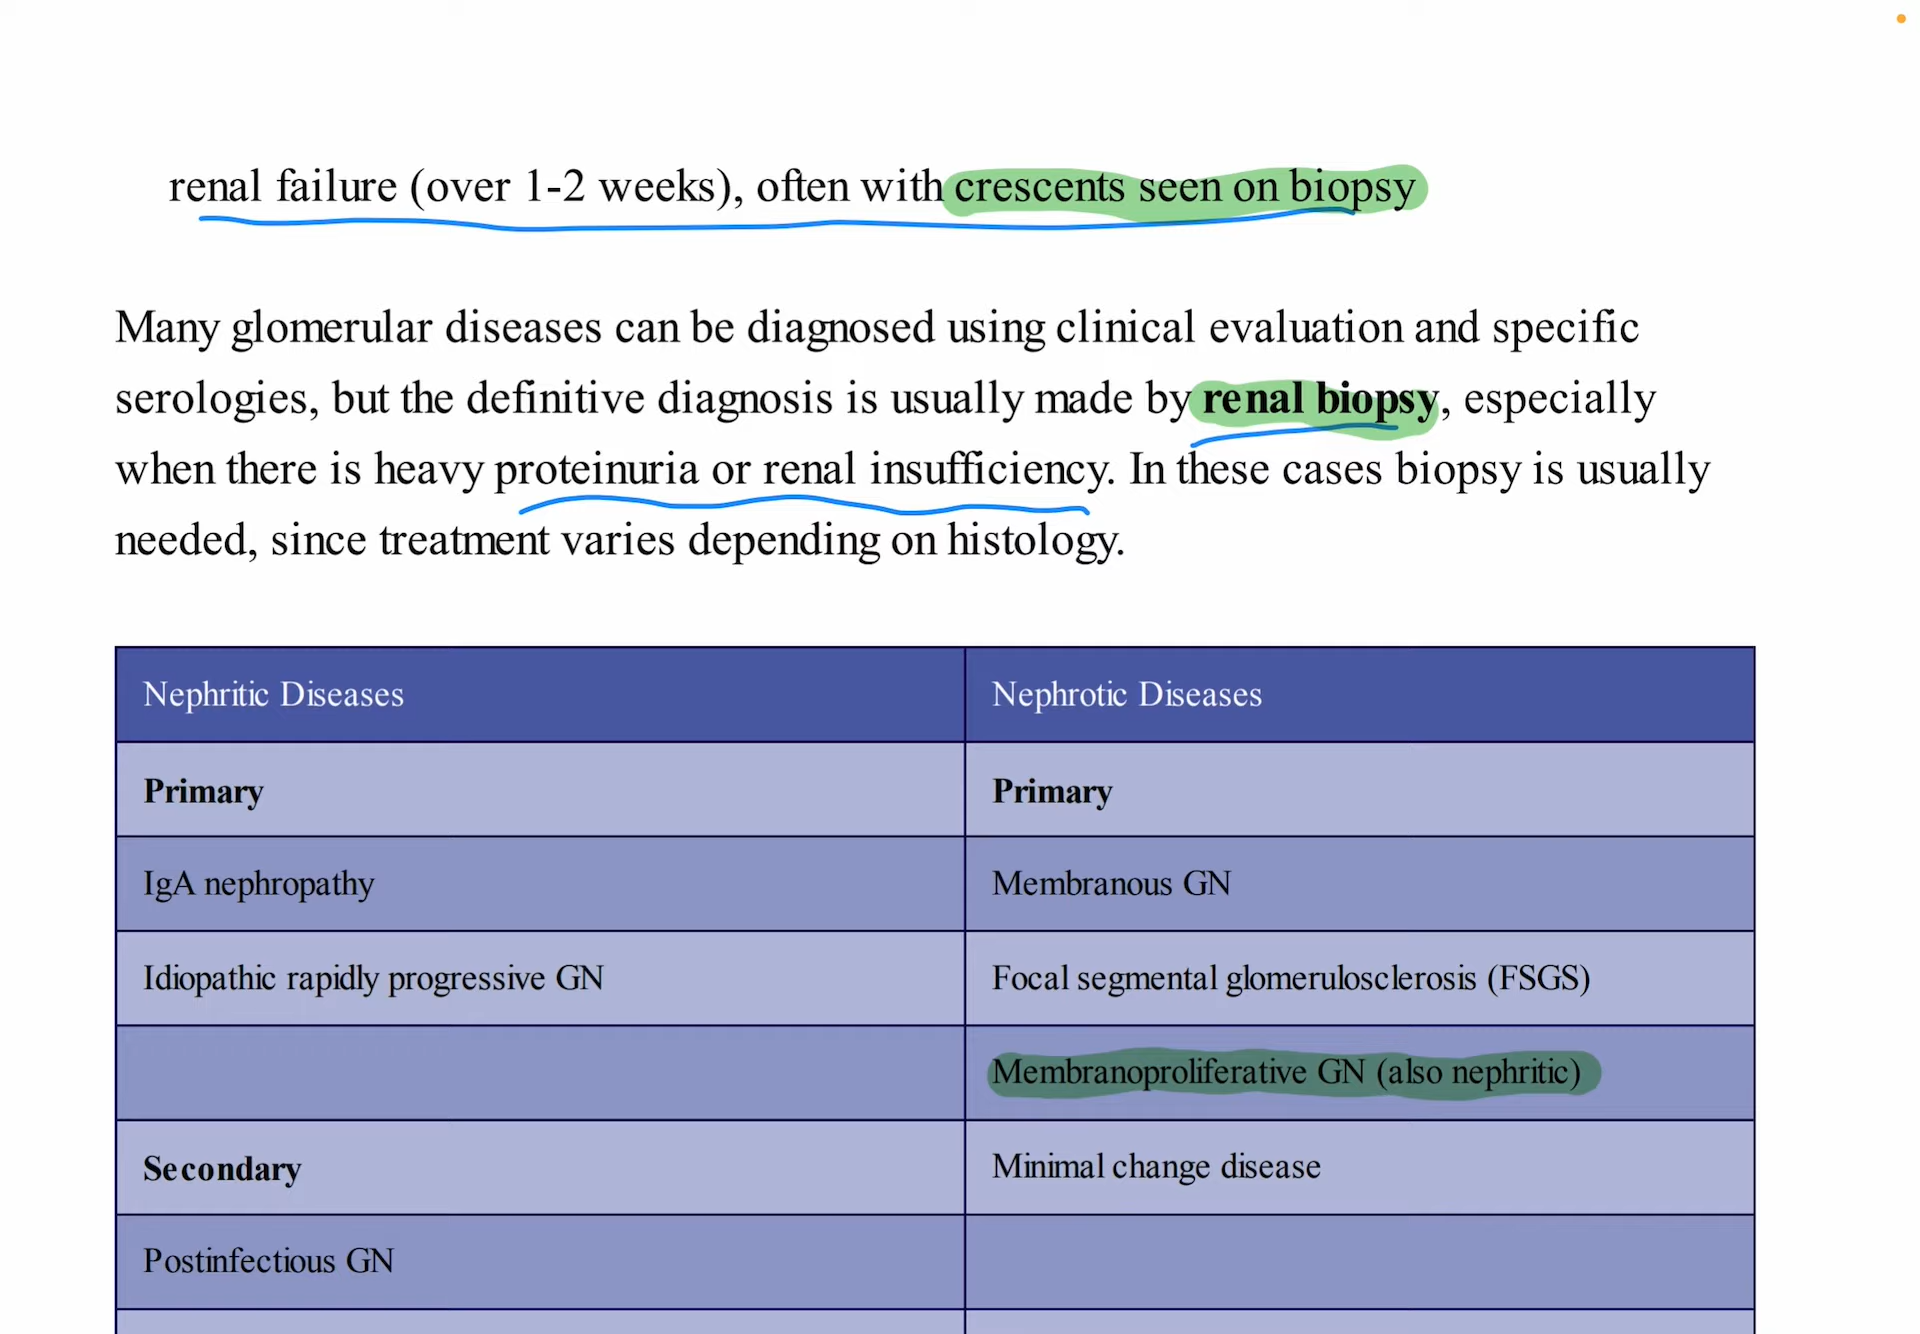 renal failure (over 1-2 weeks), often with crescents seen on biopsy
Many glomerular diseases can be diagnosed using clinical evaluation and specific
serologies, but the definitive diagnosis is usually made by renal biopsy, especially
when there is heavy proteinuria or renal insufficiency. In these cases biopsy is usually
needed, since treatment varies depending on histology.
Nephritic Diseases
Nephrotic Diseases
Primary
Primary
IgA nephropathy
Membranous GN
Idiopathic rapidly progressive GN
Focal segmental glomerulosclerosis (FSGS)
Membranoproliferative GN (also nephritic)
Secondary
Minimal change disease
Postinfectious GN